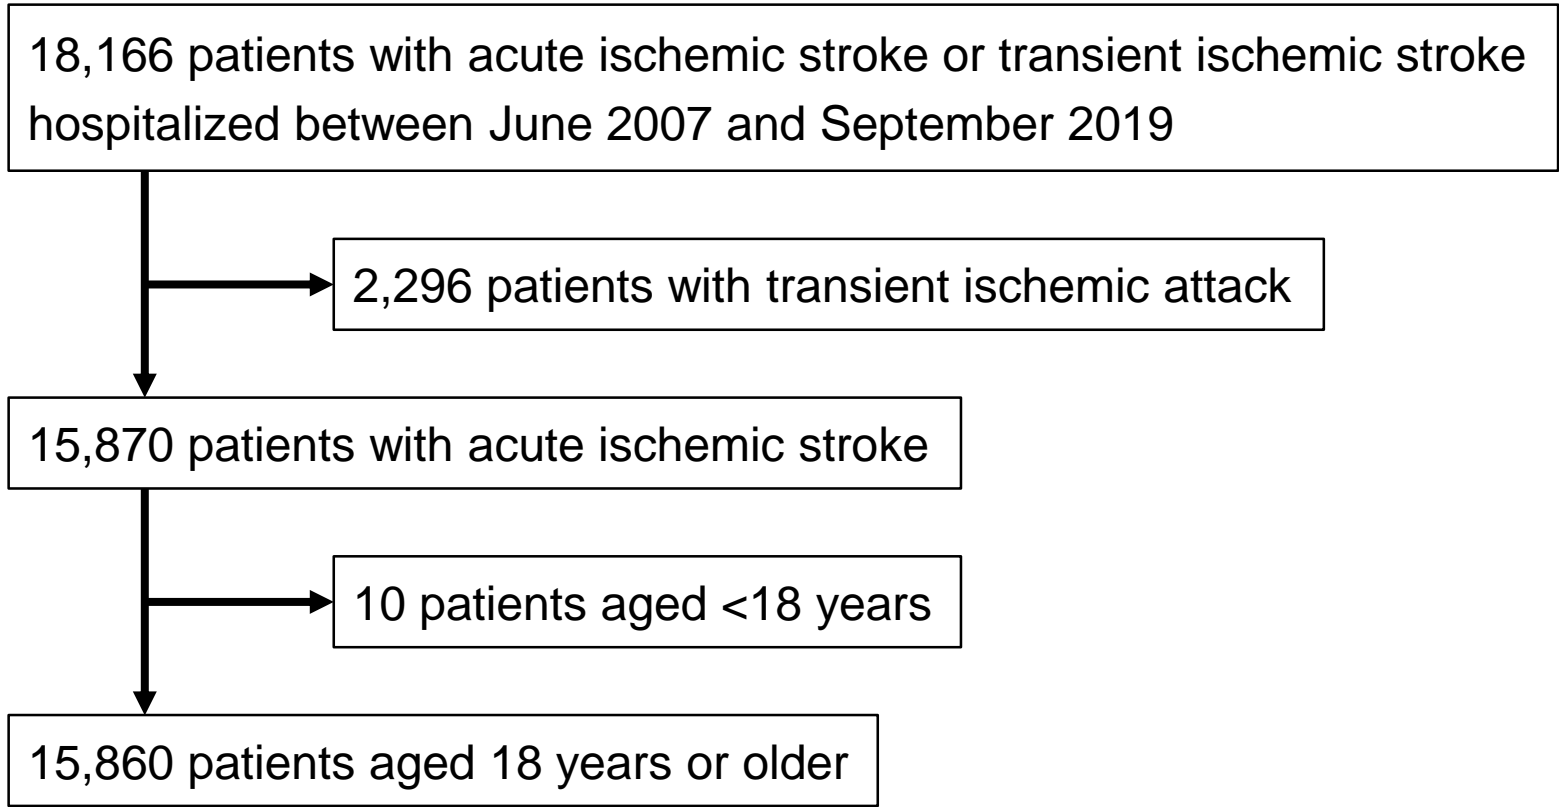 18,166 patients with acute ischemic stroke or transient ischemic stroke
hospitalized between June 2007 and September 2019
2,296 patients with transient ischemic attack
15,870 patients with acute ischemic stroke
10 patients aged <18 years
15,860 patients aged 18 years or older